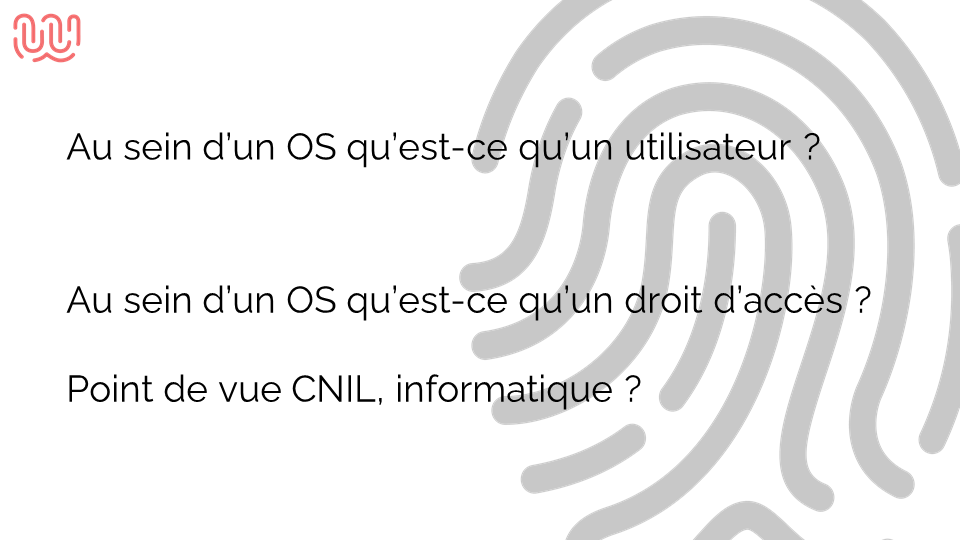 Au sein d’un OS qu’est-ce qu’un utilisateur ?
Au sein d’un OS qu’est-ce qu’un droit d’accès ?
Point de vue CNIL, informatique ?